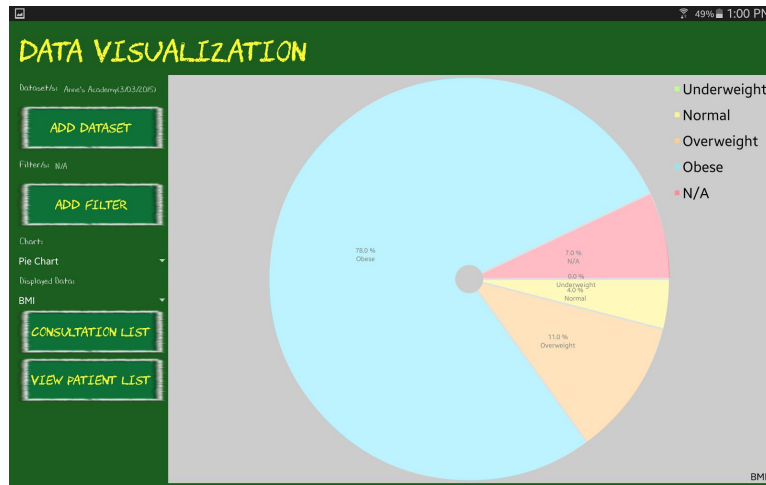 49% 1:00 PM
DATA VISUALIZATION
Dataset/s: Anne's Academy(3/03/2015)
ADD DATASET
Filter/s: N/A
ADD FILTER
Chart:
Pie Chart
Displayed Data:
BMI
CONSULTATION LIST
VIEW PATIENT LIST
78.0 %
Obese
7.0 %
N/A
0.0 %
Underweight
4.0 %
Normal
11.0 %
Overweight
Underweight
Normal
Overweight
Obese
N/A
BMI